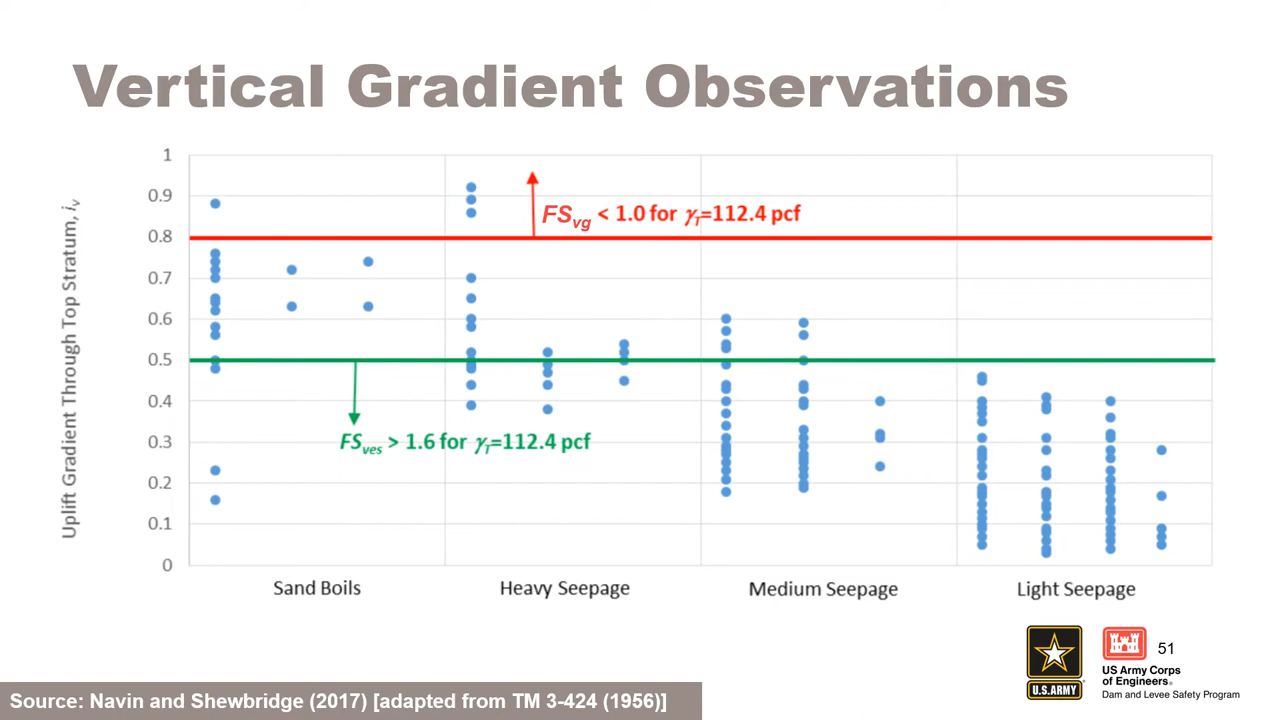 Vertical Gradient Observations
Uplift Gradient Through Top Stratum, iv
1
0.9
0.8
0.7
0.6
0.5
0.4
0.3
0.2
0.1
0
FSvg < 1.0 for γT=112.4 pcf
FSves > 1.6 for γT=112.4 pcf
Sand Boils
Heavy Seepage
Medium Seepage
Light Seepage
U.S.ARMY
51
US Army Corps
of Engineers®
Dam and Levee Safety Program
Source: Navin and Shewbridge (2017) [adapted from TM 3-424 (1956)]